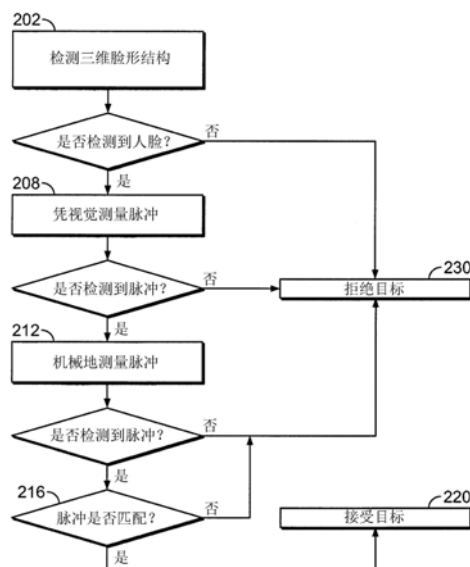 202
检测三维脸形结构
是否检测到人脸?
否
是
208
凭视觉测量脉冲
是否检测到脉冲?
否
230
拒绝目标
是
212
机械地测量脉冲
是否检测到脉冲?
否
是
216
脉冲是否匹配?
否
220
接受目标
是